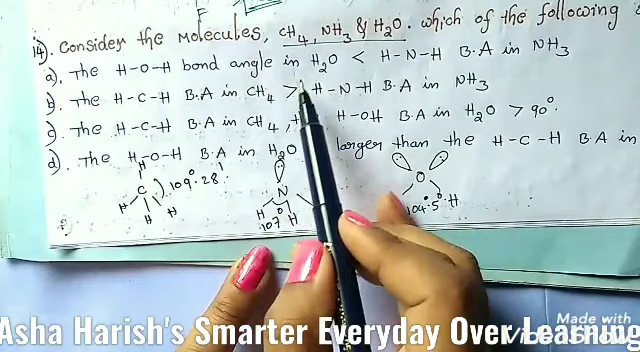 14). Consider the Molecules, CH4, NH3 & H2O. which of the following
a). The H-O-H bond angle in H2O < H-N-H B.A in NH3
b. The H-C-H B.A in CH4 > H-N-H B.A in NH3
c). The H-C-H B.A in CH4, H-OH B.A in H2O > 90°.
d). The H-O-H B.A in H2O larger than the H-C-H B.A in
H
C
H H H
109°.28'
N
H H
107°
O
104.5° H
Asha Harish's Smarter Everyday Over Learning
Made with
VideoShow